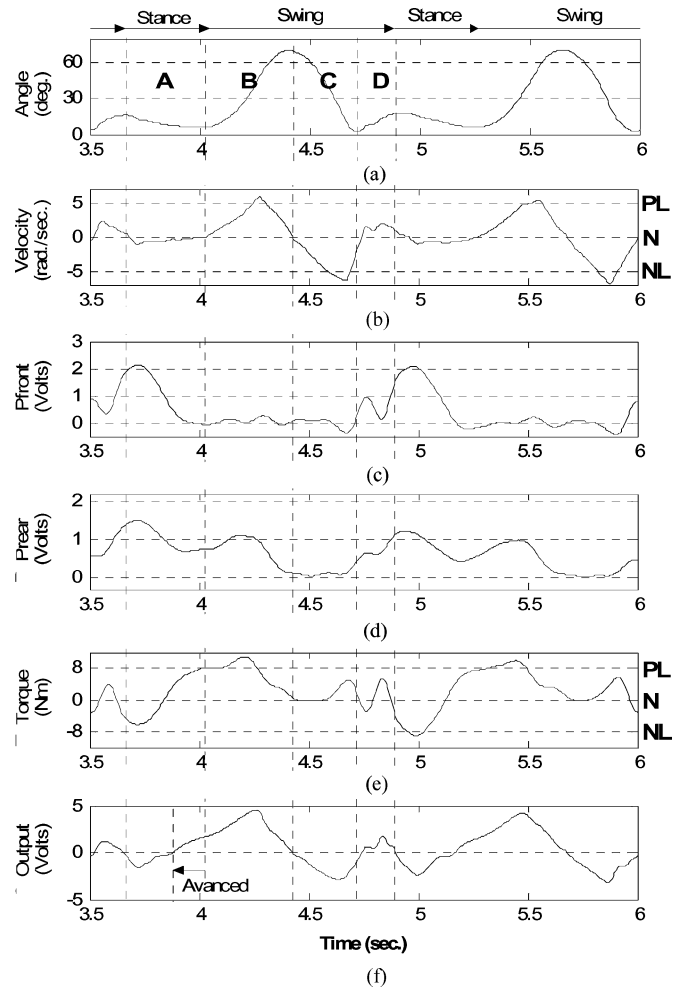 Stance Swing Stance Swing
60
30
0
Angle
(deg.)
A B C D
3.5 4 4.5 5 5.5 6
(a)
5
0
-5
Velocity
(rad./sec.)
PL
N
NL
3.5 4 4.5 5 5.5 6
(b)
3
2
1
0
Pfront
(Volts)
3.5 4 4.5 5 5.5 6
(c)
2
1
0
Prear
(Volts)
3.5 4 4.5 5 5.5 6
(d)
8
0
-8
Torque
(Nm)
PL
N
NL
3.5 4 4.5 5 5.5 6
(e)
5
0
-5
Output
(Volts)
Avanced
3.5 4 4.5 5 5.5 6
Time (sec.)
(f)